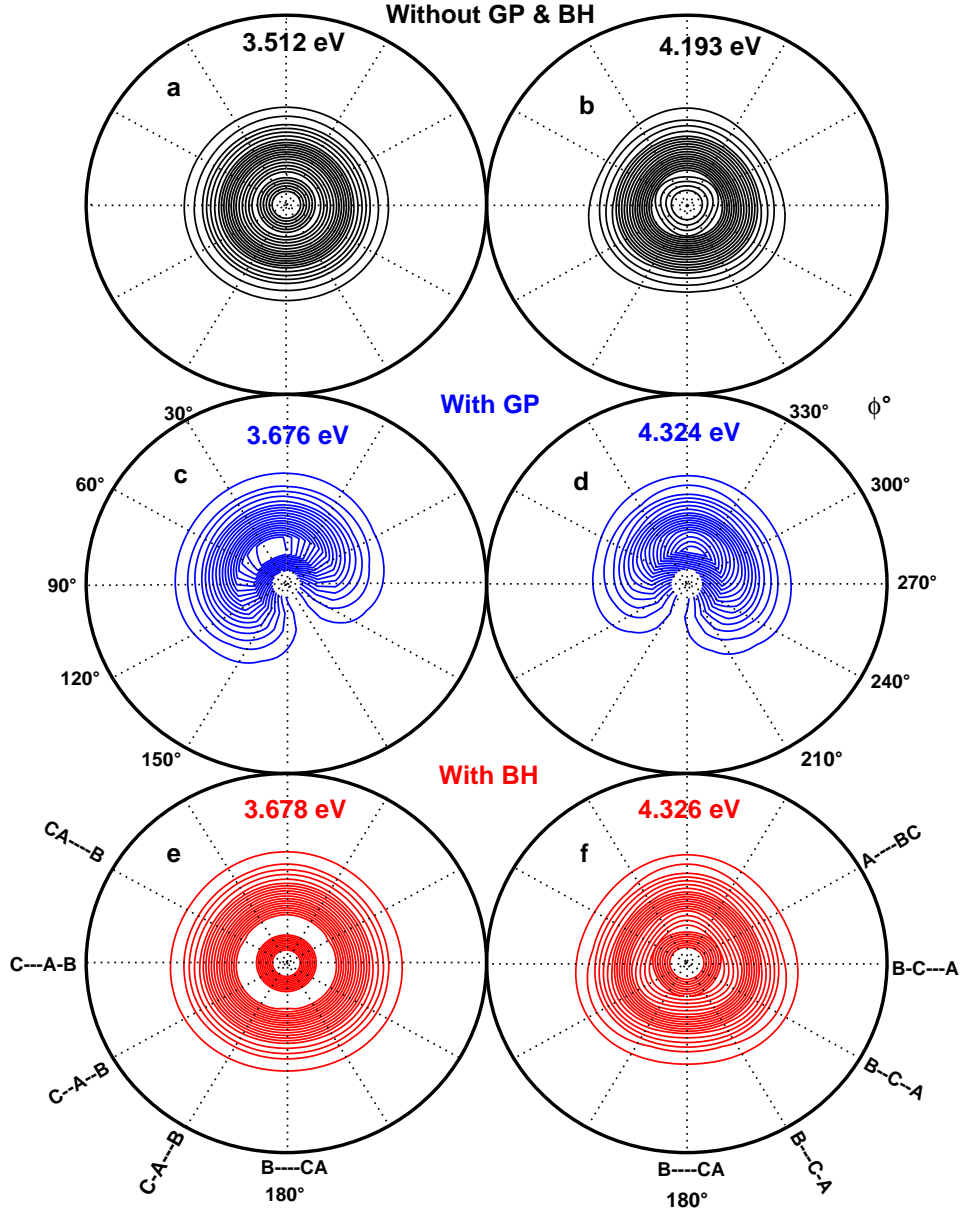 Without GP & BH
3.512 eV
4.193 eV
a
b
With GP
30°
330°
ϕ°
3.676 eV
4.324 eV
c
d
60°
300°
90°
270°
120°
240°
150°
210°
With BH
3.678 eV
4.326 eV
e
f
CA----B
A----BC
C---A-B
B-C---A
C--A--B
B--C--A
C-A---B
B---C-A
B----CA
B----CA
180°
180°